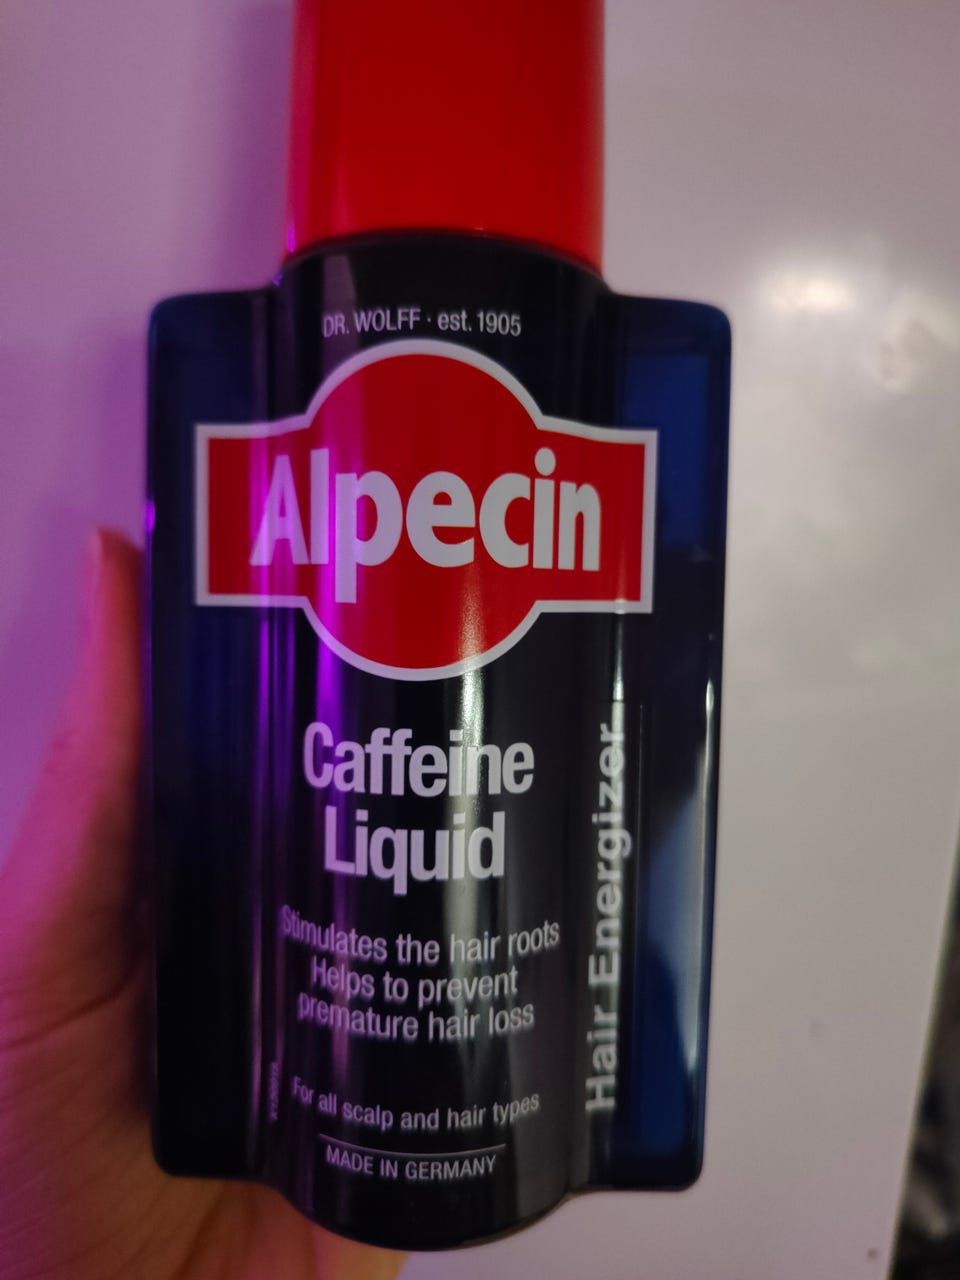 DR. WOLFF · est. 1905
Alpecin
Caffeine
Liquid
Stimulates the hair roots
Helps to prevent
premature hair loss
For all scalp and hair types
MADE IN GERMANY
Hair Energizer